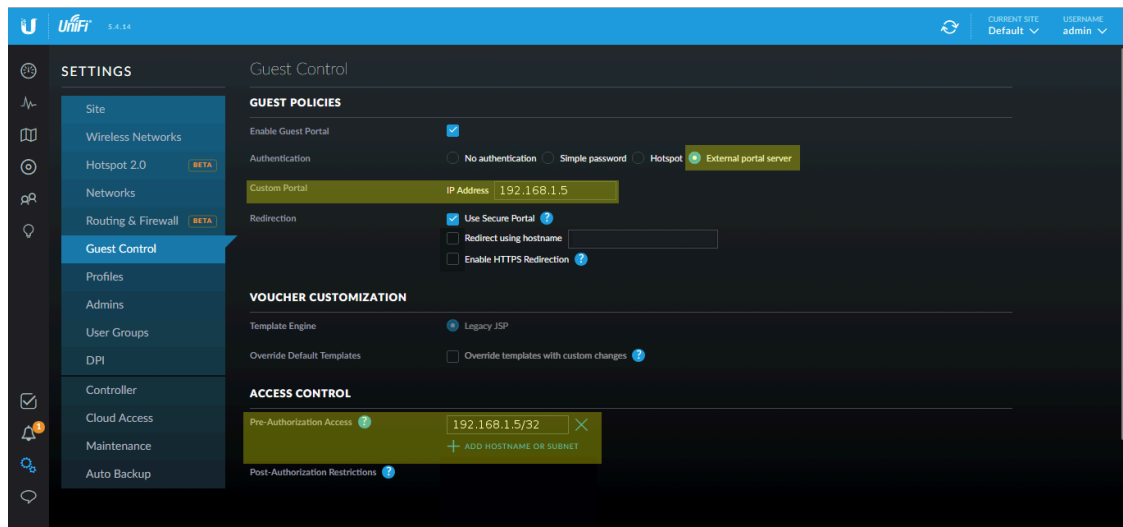 UniFi 5.4.14
CURRENT SITE
Default
USERNAME
admin
SETTINGS
Site
Wireless Networks
Hotspot 2.0 BETA
Networks
Routing & Firewall BETA
Guest Control
Profiles
Admins
User Groups
DPI
Controller
Cloud Access
Maintenance
Auto Backup
1
Guest Control
GUEST POLICIES
Enable Guest Portal
Authentication No authentication Simple password Hotspot External portal server
Custom Portal IP Address 192.168.1.5
Redirection Use Secure Portal ?
Redirect using hostname
Enable HTTPS Redirection ?
VOUCHER CUSTOMIZATION
Template Engine Legacy JSP
Override Default Templates Override templates with custom changes ?
ACCESS CONTROL
Pre-Authorization Access ? 192.168.1.5/32
ADD HOSTNAME OR SUBNET
Post-Authorization Restrictions ?